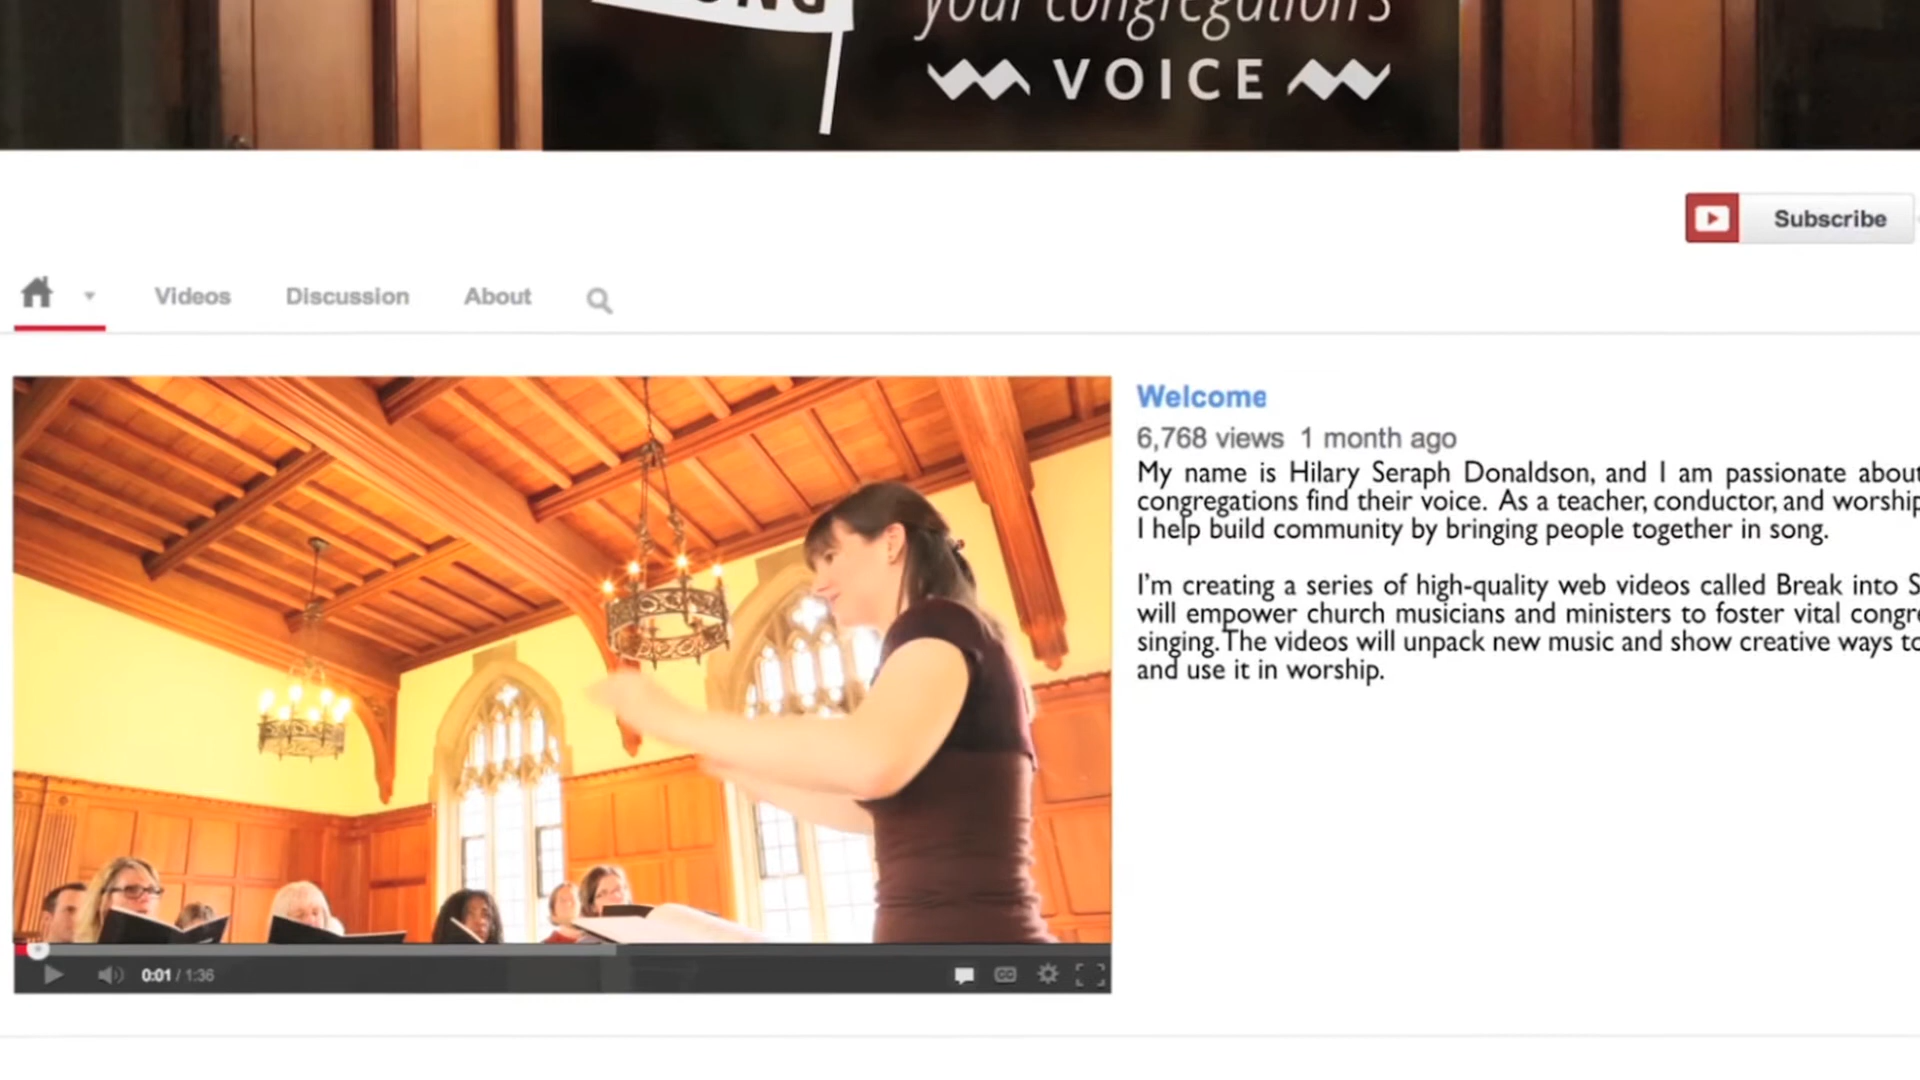 your congregation's
VOICE
Subscribe
Videos Discussion About
Welcome
6,768 views 1 month ago
My name is Hilary Seraph Donaldson, and I am passionate about
congregations find their voice. As a teacher, conductor, and worship
I help build community by bringing people together in song.
I'm creating a series of high-quality web videos called Break into S
will empower church musicians and ministers to foster vital congre
singing. The videos will unpack new music and show creative ways to
and use it in worship.
0:01 / 1:36
CC